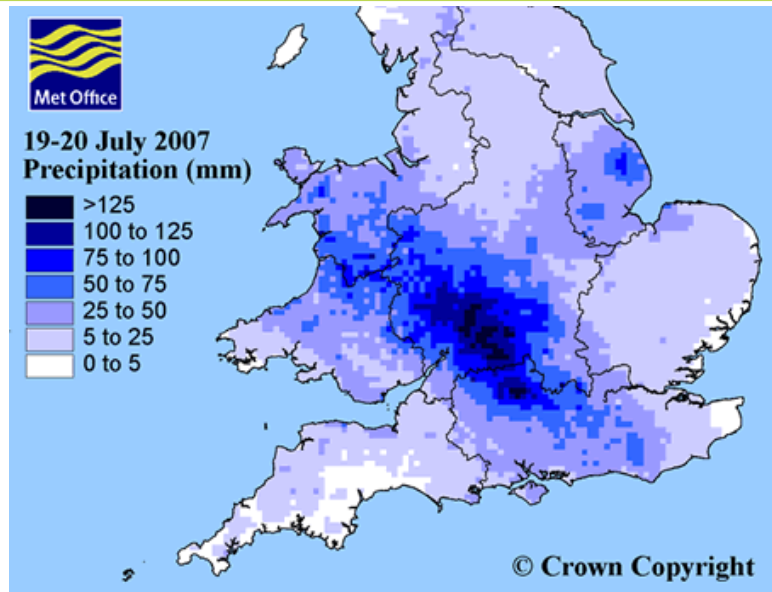 Met Office
19-20 July 2007
Precipitation (mm)
>125
100 to 125
75 to 100
50 to 75
25 to 50
5 to 25
0 to 5
© Crown Copyright